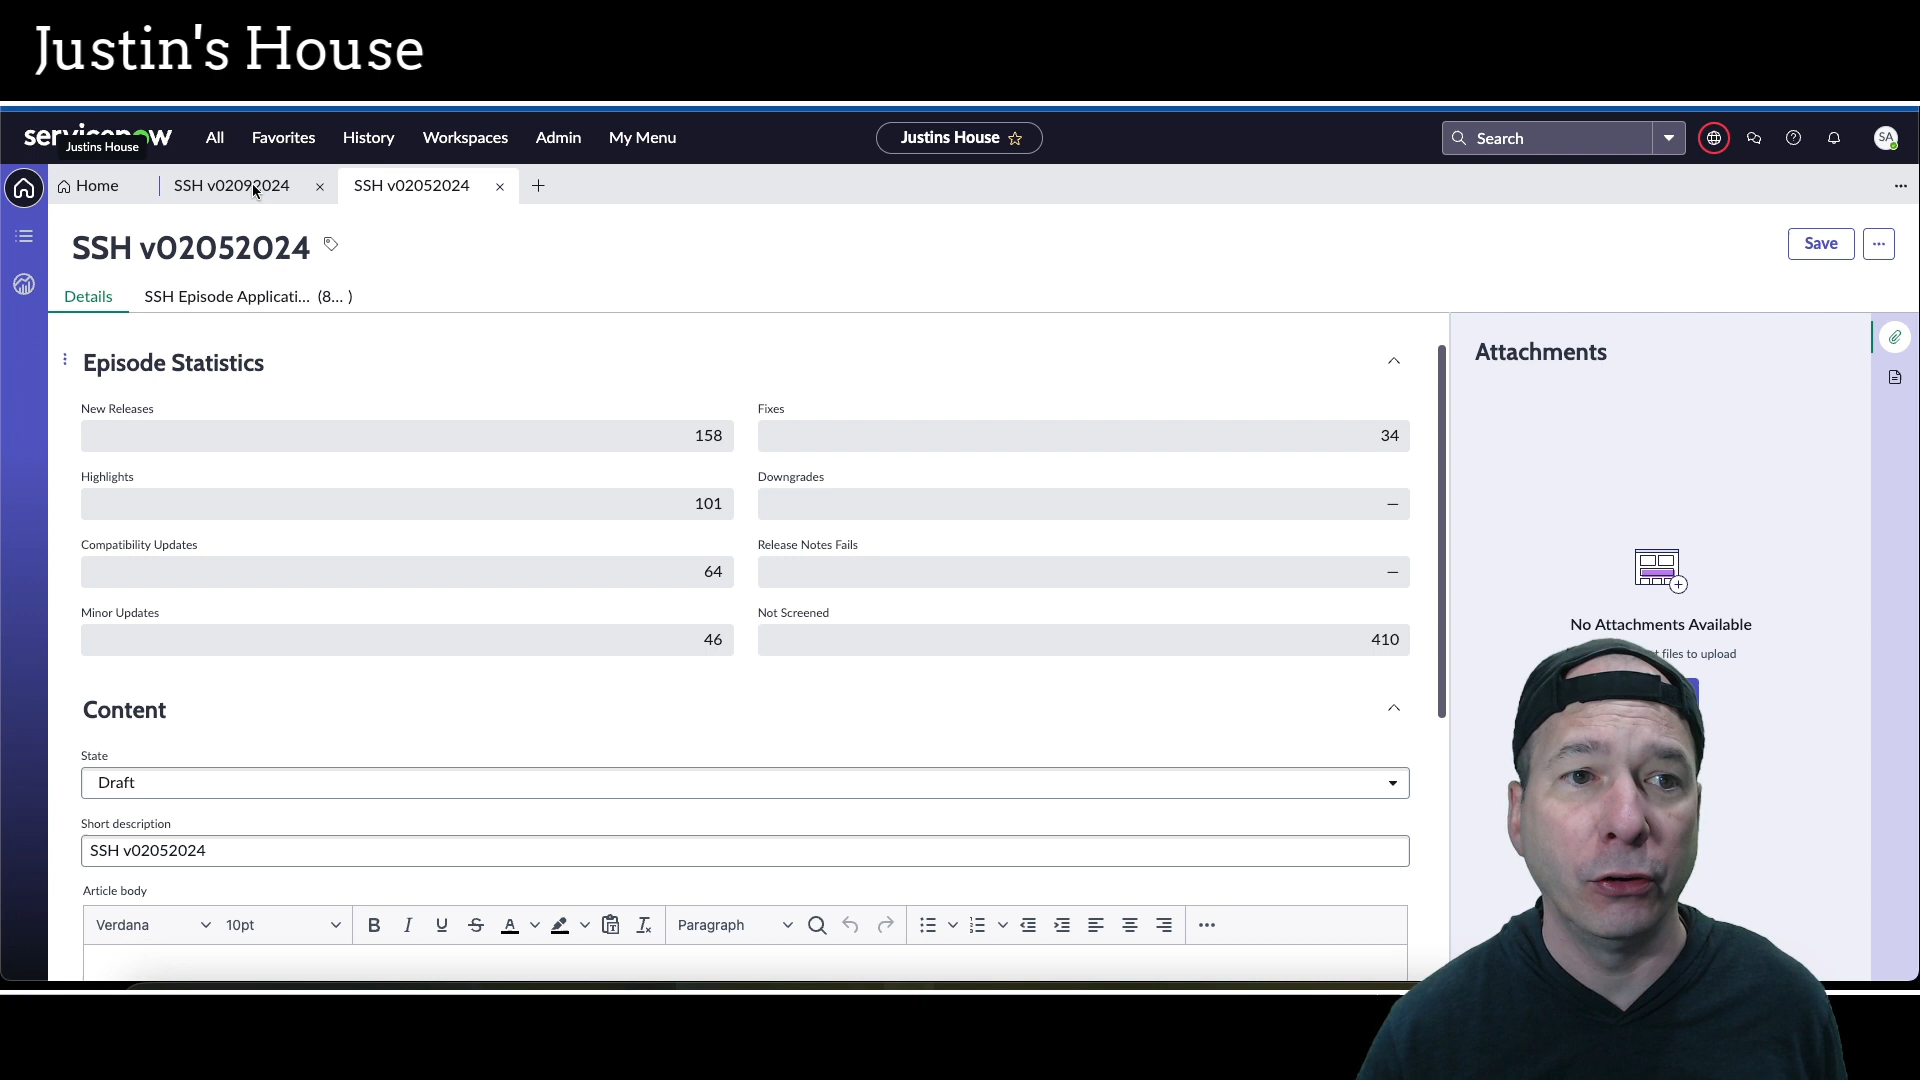 Justin's House
servicenow
Justins House
All
Favorites
History
Workspaces
Admin
My Menu
Justins House
Search
SA
Home
SSH v02092024
SSH v02052024
SSH v02052024
Save
Details
SSH Episode Applicati... (8... )
Episode Statistics
Attachments
New Releases
158
Fixes
34
Highlights
101
Downgrades
–
Compatibility Updates
64
Release Notes Fails
–
Minor Updates
46
Not Screened
410
No Attachments Available
files to upload
Content
State
Draft
Short description
SSH v02052024
Article body
Verdana
10pt
B I U S A
Paragraph